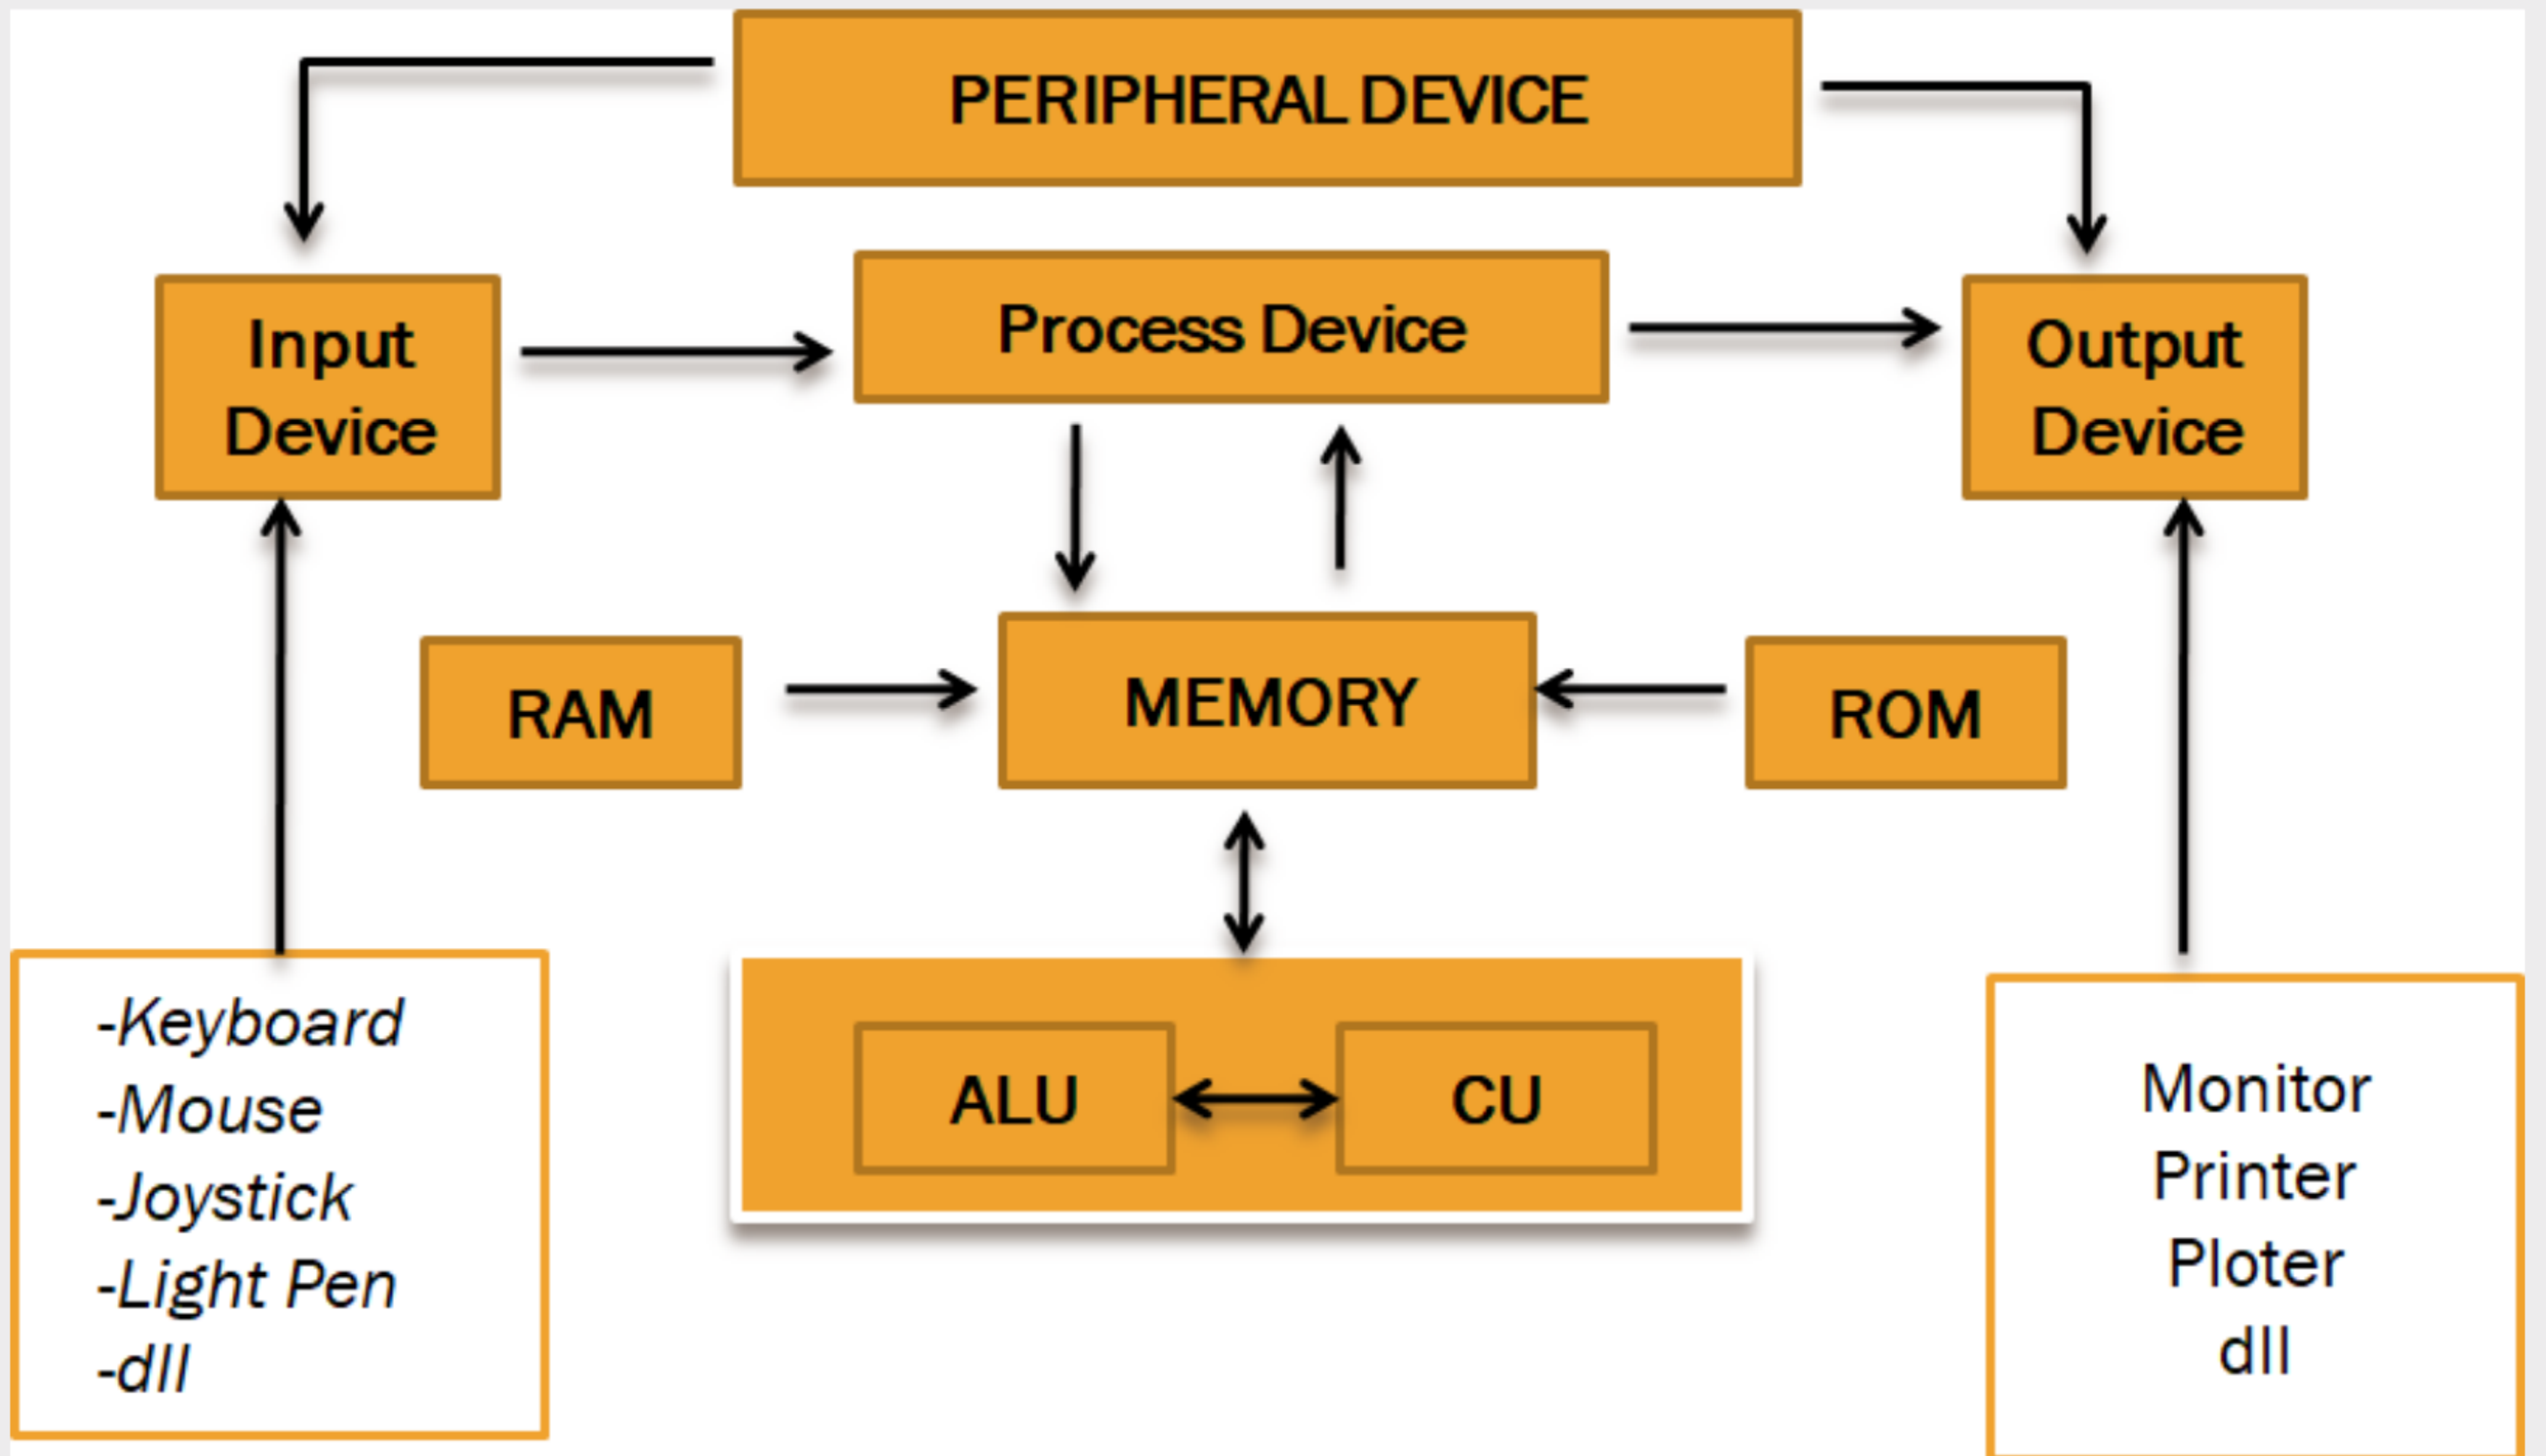 PERIPHERAL DEVICE
Input
Device
Process Device
Output
Device
RAM
MEMORY
ROM
-Keyboard
-Mouse
-Joystick
-Light Pen
-dll
ALU
CU
Monitor
Printer
Ploter
dll